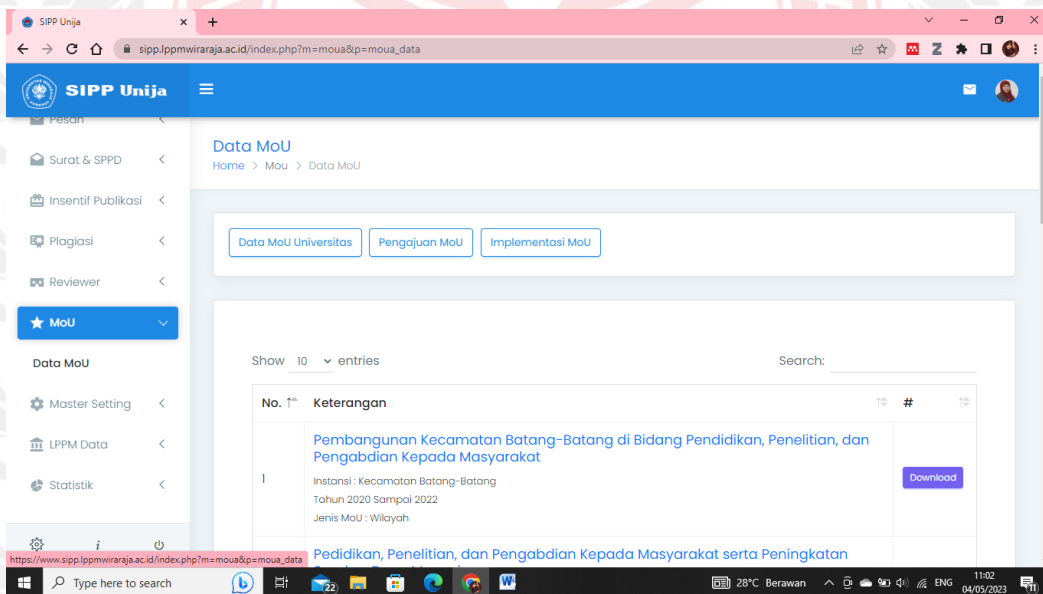 SIPP Unija
sipp.lppmwiraraja.ac.id/index.php?m=moua&p=moua_data
SIPP Unija
Pesan
Surat & SPPD
Insentif Publikasi
Plagiasi
Reviewer
MoU
Data MoU
Master Setting
LPPM Data
Statistik
https://www.sipp.lppmwiraraja.ac.id/index.php?m=moua&p=moua_data
Data MoU
Home > Mou > Data MoU
Data MoU Universitas
Pengajuan MoU
Implementasi MoU
Show 10 entries
Search:
No. Keterangan #
Pembangunan Kecamatan Batang-Batang di Bidang Pendidikan, Penelitian, dan
Pengabdian Kepada Masyarakat
1
Instansi : Kecamatan Batang-Batang
Tahun 2020 Sampai 2022
Jenis MoU : Wilayah
Download
Pedidikan, Penelitian, dan Pengabdian Kepada Masyarakat serta Peningkatan
Type here to search
22
28°C Berawan
ENG
11:02
04/05/2023